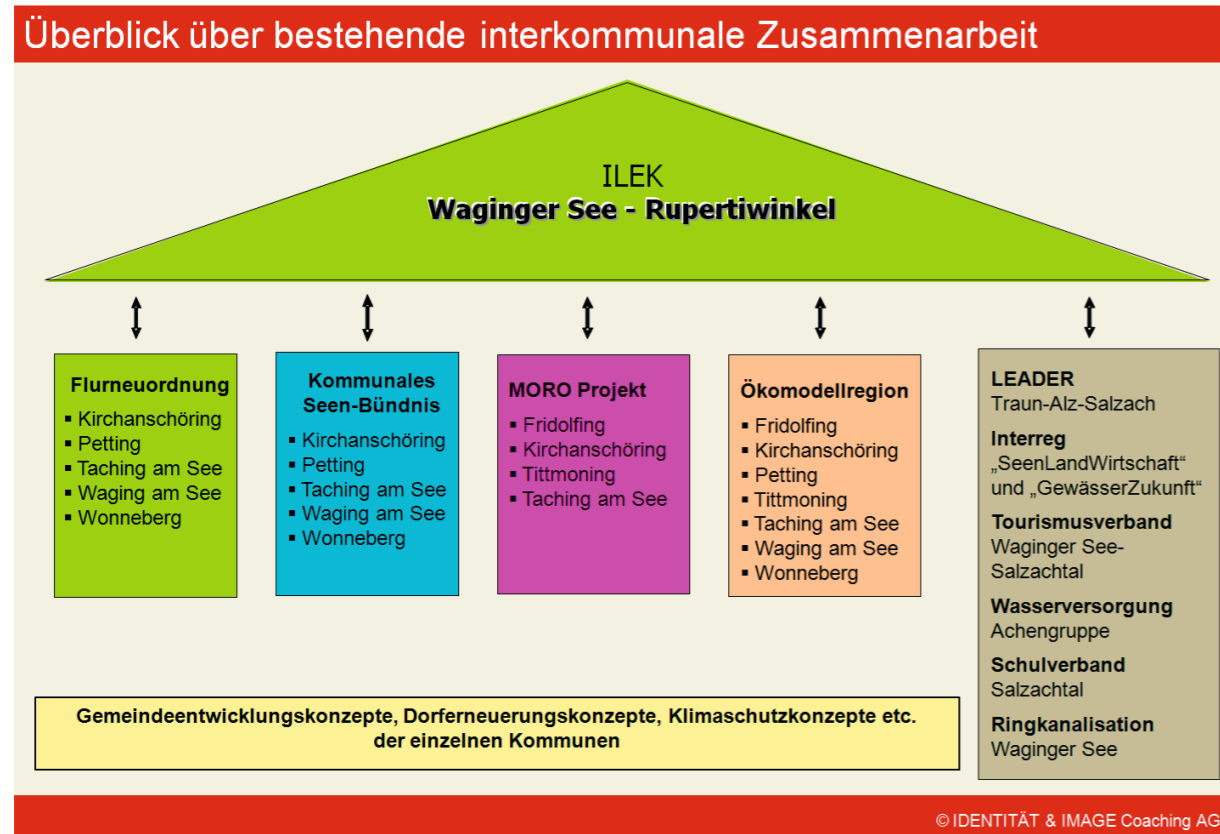 Überblick über bestehende interkommunale Zusammenarbeit
ILEK
Waginger See - Rupertiwinkel
Flurneuordnung
▪ Kirchanschöring
▪ Petting
▪ Taching am See
▪ Waging am See
▪ Wonneberg
Kommunales
Seen-Bündnis
▪ Kirchanschöring
▪ Petting
▪ Taching am See
▪ Waging am See
▪ Wonneberg
MORO Projekt
▪ Fridolfing
▪ Kirchanschöring
▪ Tittmoning
▪ Taching am See
Ökomodellregion
▪ Fridolfing
▪ Kirchanschöring
▪ Petting
▪ Tittmoning
▪ Taching am See
▪ Waging am See
▪ Wonneberg
LEADER
Traun-Alz-Salzach
Interreg
„SeenLandWirtschaft"
und „GewässerZukunft"
Tourismusverband
Waginger See-
Salzachtal
Wasserversorgung
Achengruppe
Schulverband
Salzachtal
Ringkanalisation
Waginger See
Gemeindeentwicklungskonzepte, Dorferneuerungskonzepte, Klimaschutzkonzepte etc.
der einzelnen Kommunen
© IDENTITÄT & IMAGE Coaching AG